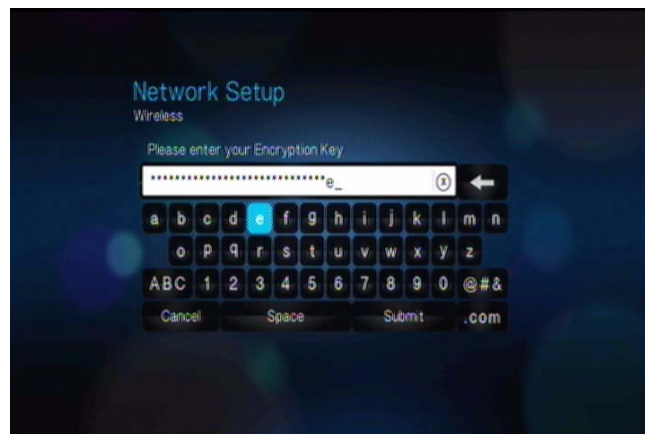 Network Setup
Wireless
Please enter your Encryption Key
******************************e_
a b c d e f g h i j k l m n
o p q r s t u v w x y z
ABC 1 2 3 4 5 6 7 8 9 0 @#&
Cancel Space Submit .com